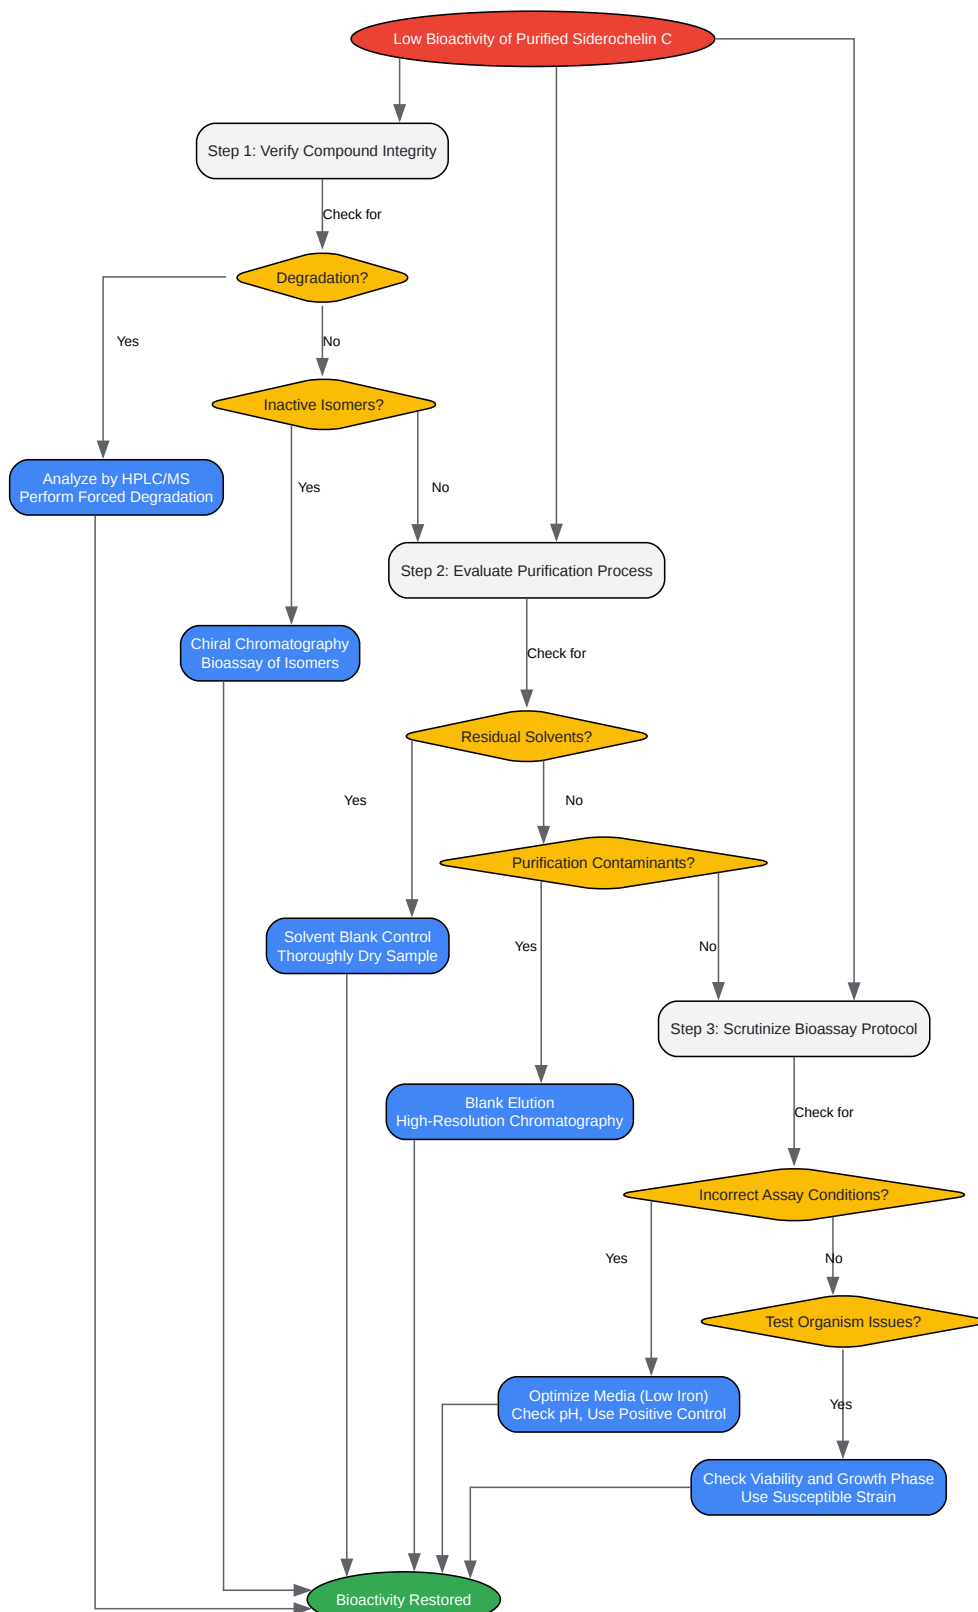 Low Bioactivity of Purified Siderochelin C
Step 1: Verify Compound Integrity
Check for
Degradation?
Yes
No
Inactive Isomers?
Analyze by HPLC/MS
Perform Forced Degradation
Yes
No
Step 2: Evaluate Purification Process
Chiral Chromatography
Bioassay of Isomers
Check for
Residual Solvents?
Yes
No
Purification Contaminants?
Solvent Blank Control
Thoroughly Dry Sample
Yes
No
Step 3: Scrutinize Bioassay Protocol
Blank Elution
High-Resolution Chromatography
Check for
Incorrect Assay Conditions?
Yes
No
Test Organism Issues?
Optimize Media (Low Iron)
Check pH, Use Positive Control
Yes
Check Viability and Growth Phase
Use Susceptible Strain
Bioactivity Restored